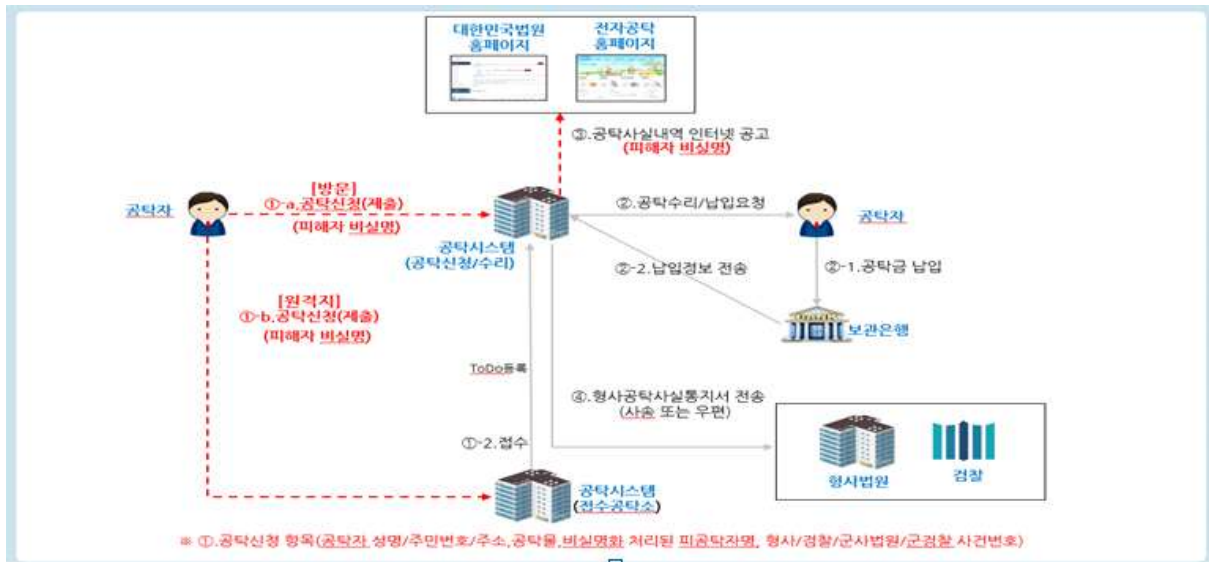 대한민국법원
홈페이지
전자공탁
홈페이지
③.공탁사실내역 인터넷 공고
(피해자 비실명)
공탁자
[방문]
①-a.공탁신청(제출)
(피해자 비실명)
공탁시스템
(공탁신청/수리)
②.공탁수리/납입요청
공탁자
②-2.납입정보 전송
②-1.공탁금 납입
보관은행
[원격지]
①-b.공탁신청(제출)
(피해자 비실명)
ToDo등록
①-2.접수
④.형사공탁사실통지서 전송
(사송 또는 우편)
형사법원
검찰
공탁시스템
(접수공탁소)
※ ①.공탁신청 항목(공탁자 성명/주민번호/주소,공탁물,비실명화 처리된 피공탁자명, 형사/검찰/군사법원/군검찰 사건번호)